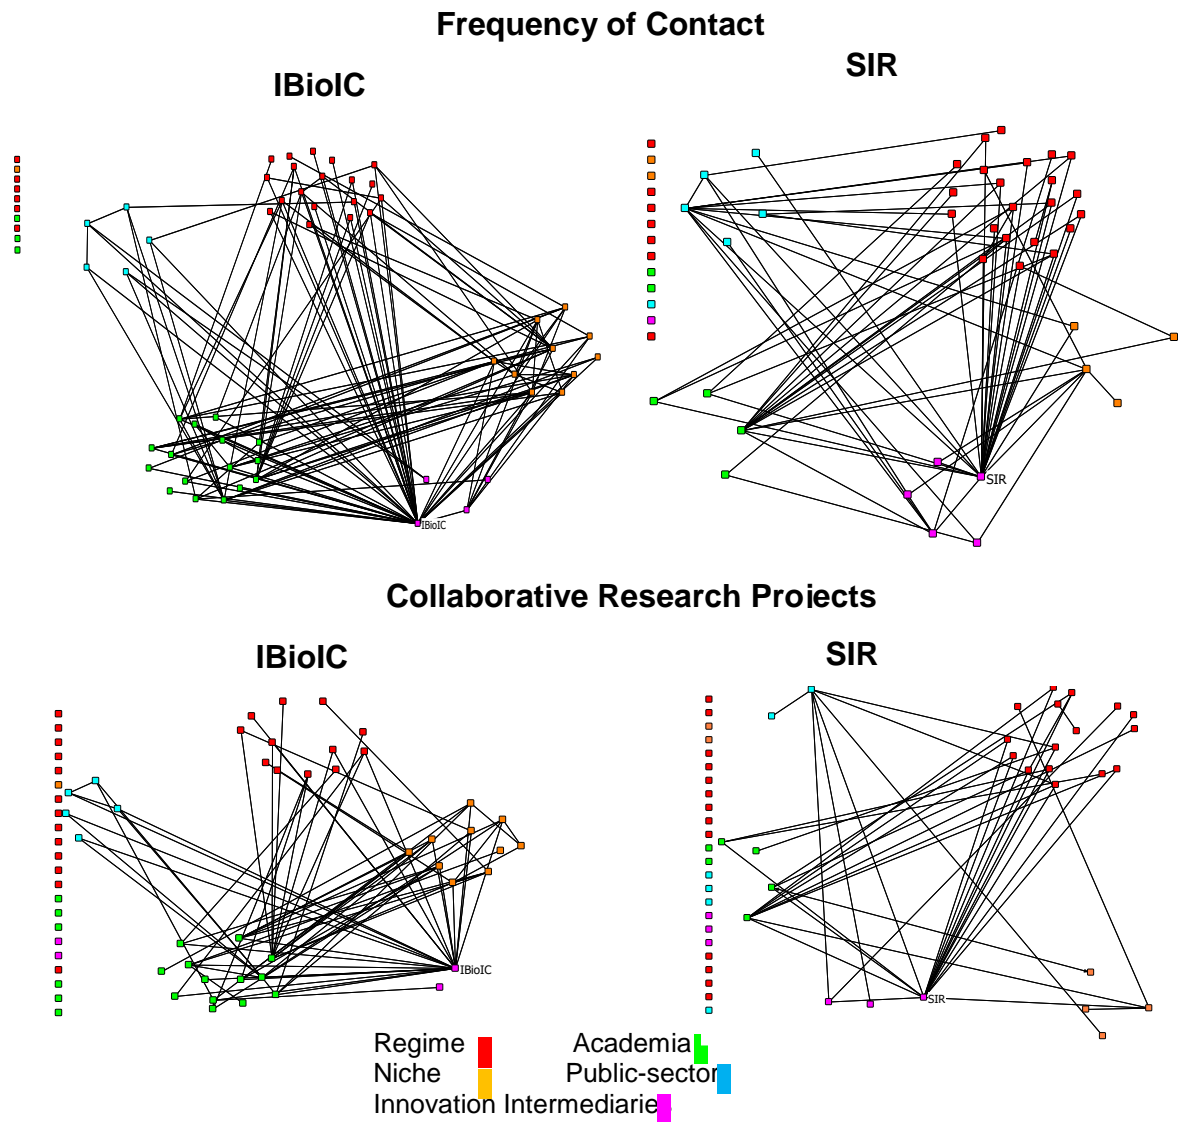 Frequency of Contact
IBioIC
SIR
IBioIC
SIR
Collaborative Research Projects
IBioIC
SIR
IBioIC
SIR
Regime
Academia
Niche
Public-sector
Innovation Intermediarie